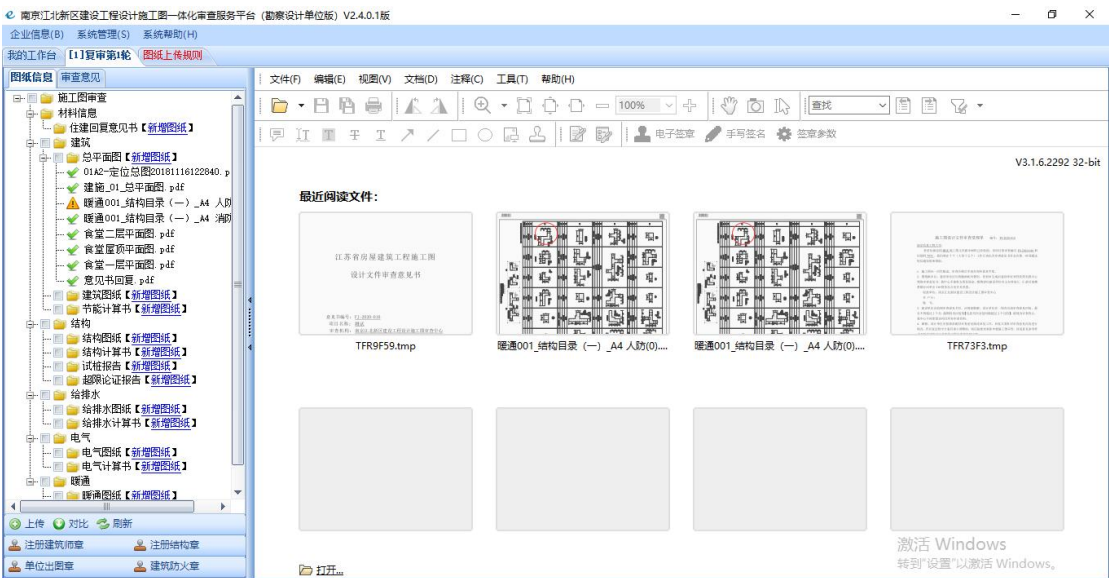 南京江北新区建设工程设计施工图一体化审查服务平台（勘察设计单位版）V2.4.0.1版
企业信息(B) 系统管理(S) 系统帮助(H)
我的工作台 [1]复审第1轮 图纸上传规则
图纸信息 审查意见
文件(F) 编辑(E) 视图(V) 文档(D) 注释(C) 工具(T) 帮助(H)
100% 查找
电子签章 手写签名 签章参数
V3.1.6.2292 32-bit
施工图审查
材料信息
住建回复意见书【新增图纸】
建筑
总平面图【新增图纸】
01A2-定位总图20181116122840.p
建施_01_总平面图.pdf
暖通001_结构目录（一）_A4 人防
暖通001_结构目录（一）_A4 消防
食堂二层平面图.pdf
食堂屋顶平面图.pdf
食堂一层平面图.pdf
意见书回复.pdf
建筑图纸【新增图纸】
节能计算书【新增图纸】
结构
结构图纸【新增图纸】
结构计算书【新增图纸】
试桩报告【新增图纸】
超限论证报告【新增图纸】
给排水
给排水图纸【新增图纸】
给排水计算书【新增图纸】
电气
电气图纸【新增图纸】
电气计算书【新增图纸】
暖通
暖通图纸【新增图纸】
上传 对比 刷新
注册建筑师章 注册结构章
单位出图章 建筑防火章
最近阅读文件：
江苏省房屋建筑工程施工图
设计文件审查意见书
TFR9F59.tmp
暖通001_结构目录（一）_A4 人防(0)....
暖通001_结构目录（一）_A4 人防(0)....
TFR73F3.tmp
打开...
激活 Windows
转到"设置"以激活 Windows。